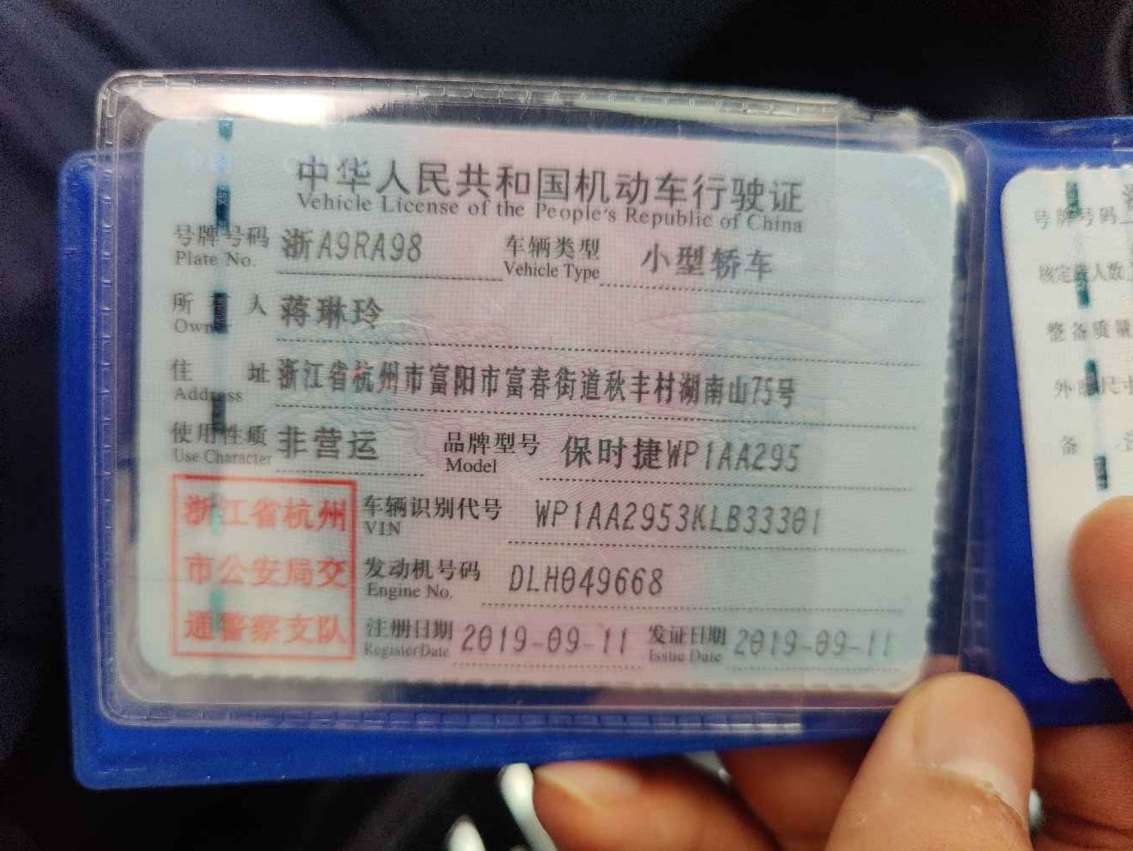 中华人民共和国机动车行驶证
Vehicle License of the People's Republic of China
号牌号码 浙A9RA98 车辆类型 小型轿车
Plate No. Vehicle Type
所 人 蒋琳玲
Owner
住 址 浙江省杭州市富阳市富春街道秋丰村湖南山75号
Address
使用性质 非营运 品牌型号 保时捷WP1AA295
Use Character Model
浙江省杭州
市公安局交
通警察支队
车辆识别代号 WP1AA2953KLB33301
VIN
发动机号码 DLH049668
Engine No.
注册日期 2019-09-11 发证日期 2019-09-11
Register Date Issue Date
号牌号码
核定 人数
整备质量
外 尺寸
备